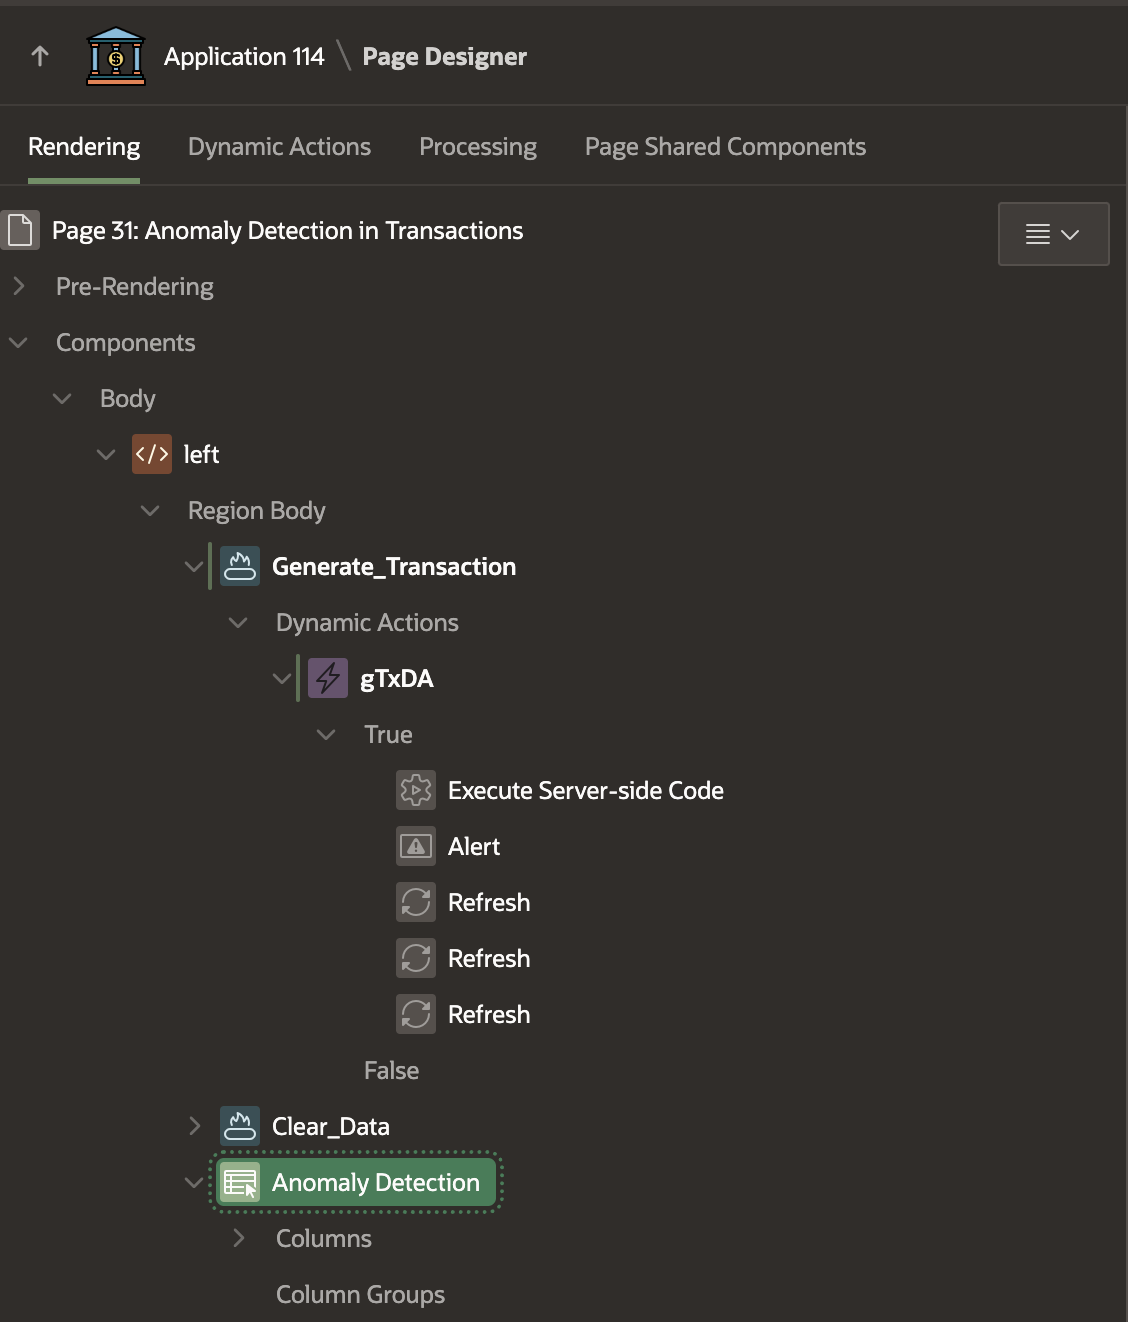 Application 114 \ Page Designer
Rendering Dynamic Actions Processing Page Shared Components
Page 31: Anomaly Detection in Transactions
Pre-Rendering
Components
Body
</> left
Region Body
Generate_Transaction
Dynamic Actions
gTxDA
True
Execute Server-side Code
Alert
Refresh
Refresh
Refresh
False
Clear_Data
Anomaly Detection
Columns
Column Groups